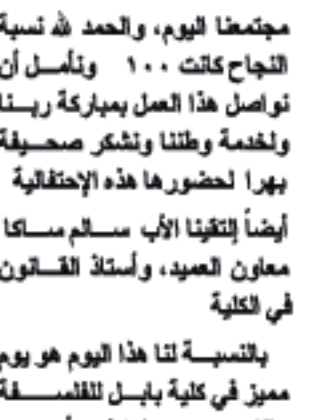 مجتمعنا اليوم، والحمد لله نسبة
النجاح كانت ١٠٠ ونأمل أن
نواصل هذا العمل بمباركة ربنا
ولخدمة وطننا ونشكر صحيفة
بهرا لحضورها هذه الإحتفالية
أيضاً إلتقينا الأب سالم ساكا
معاون العميد، وأستاذ القانون
في الكلية
بالنسبة لنا هذا اليوم هو يوم
مميز في كلية بابل للفلسفة